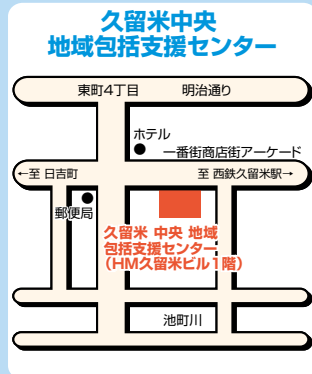 久留米中央
地域包括支援センター
東町4丁目 明治通り
ホテル
一番街商店街アーケード
←至 日吉町 至 西鉄久留米駅→
郵便局
久留米 中央 地域
包括支援センター
（HM久留米ビル1階）
池町川